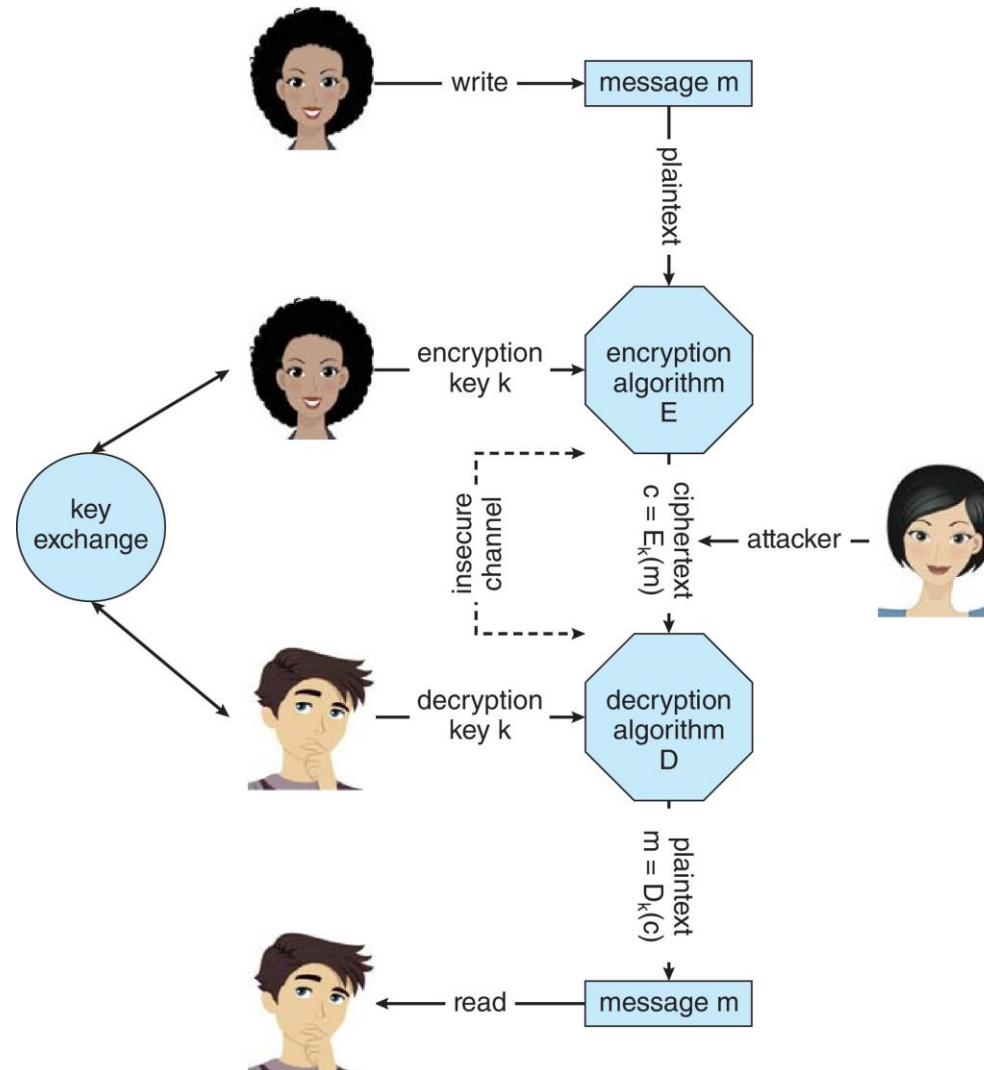 write
message m
plaintext
encryption
key k
encryption
algorithm
E
key
exchange
insecure
channel
ciphertext
c = Eₖ(m)
attacker
decryption
key k
decryption
algorithm
D
plaintext
m = Dₖ(c)
read
message m